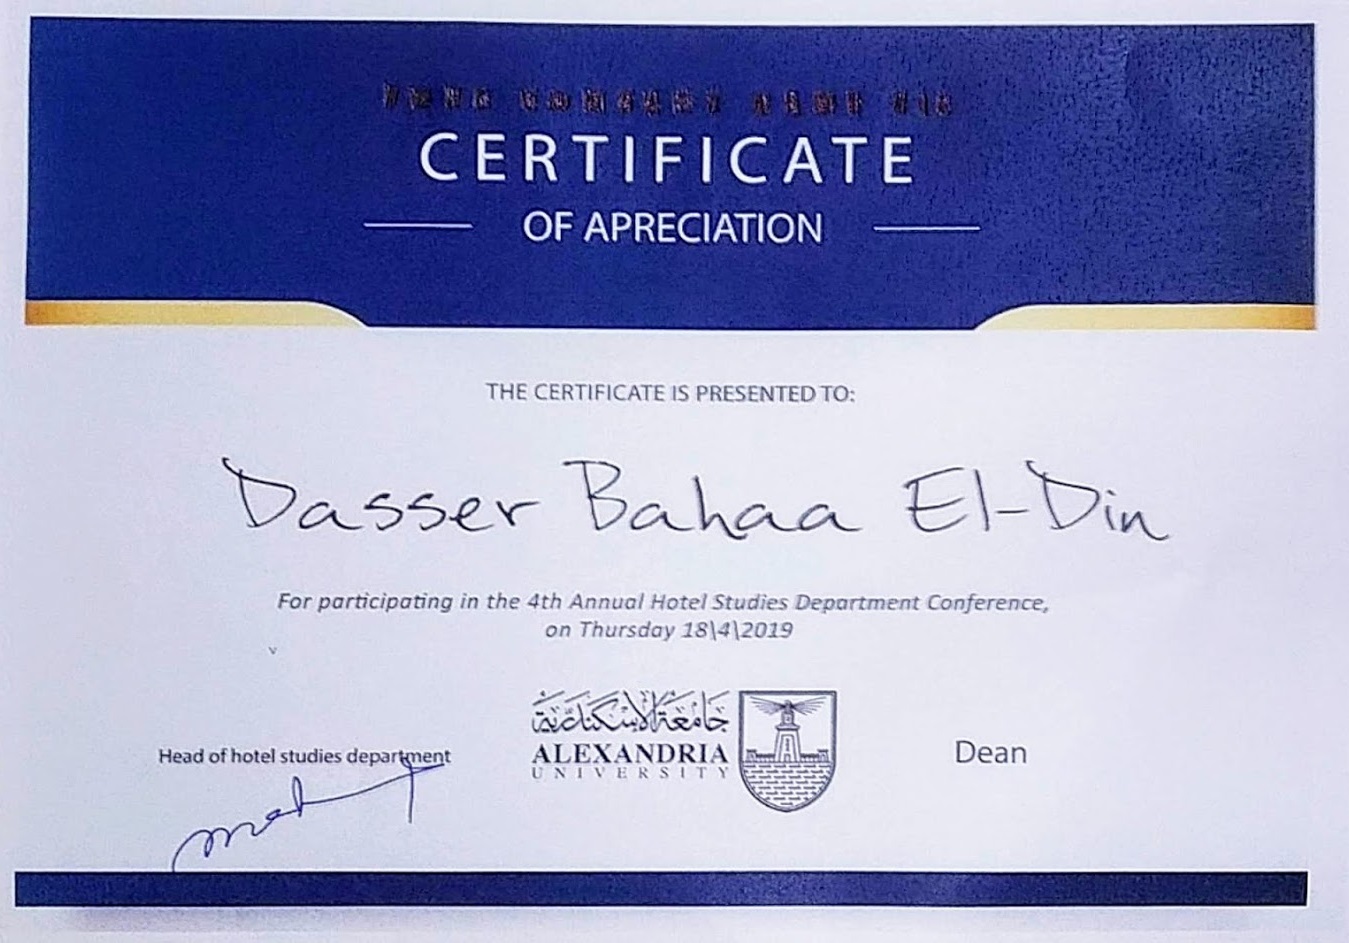 CERTIFICATE
OF APRECIATION
THE CERTIFICATE IS PRESENTED TO:
Dasser Bahaa El-Din
For participating in the 4th Annual Hotel Studies Department Conference,
on Thursday 18\4\2019
جامعة الإسكندرية
ALEXANDRIA
UNIVERSITY
Head of hotel studies department
Dean